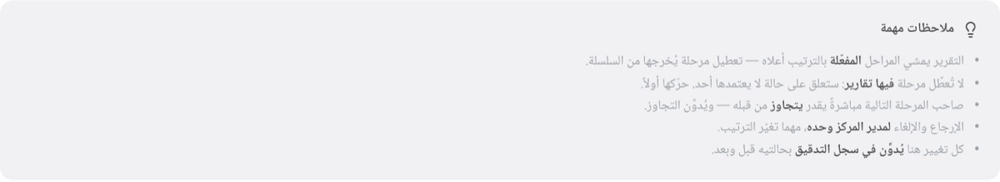 ملاحظات مهمة
• التقرير يمشي المراحل المفعّلة بالترتيب أعلاه — تعطيل مرحلة يُخرجها من السلسلة.
• لا تُعطَّل مرحلة فيها تقارير: ستعلق على حالة لا يعتمدها أحد. حرّكها أولاً.
• صاحب المرحلة التالية مباشرةً يقدر يتجاوز من قبله — ويُدوَّن التجاوز.
• الإرجاع والإلغاء لمدير المركز وحده، مهما تغيّر الترتيب.
• كل تغيير هنا يُدوَّن في سجل التدقيق بحالتيه قبل وبعد.